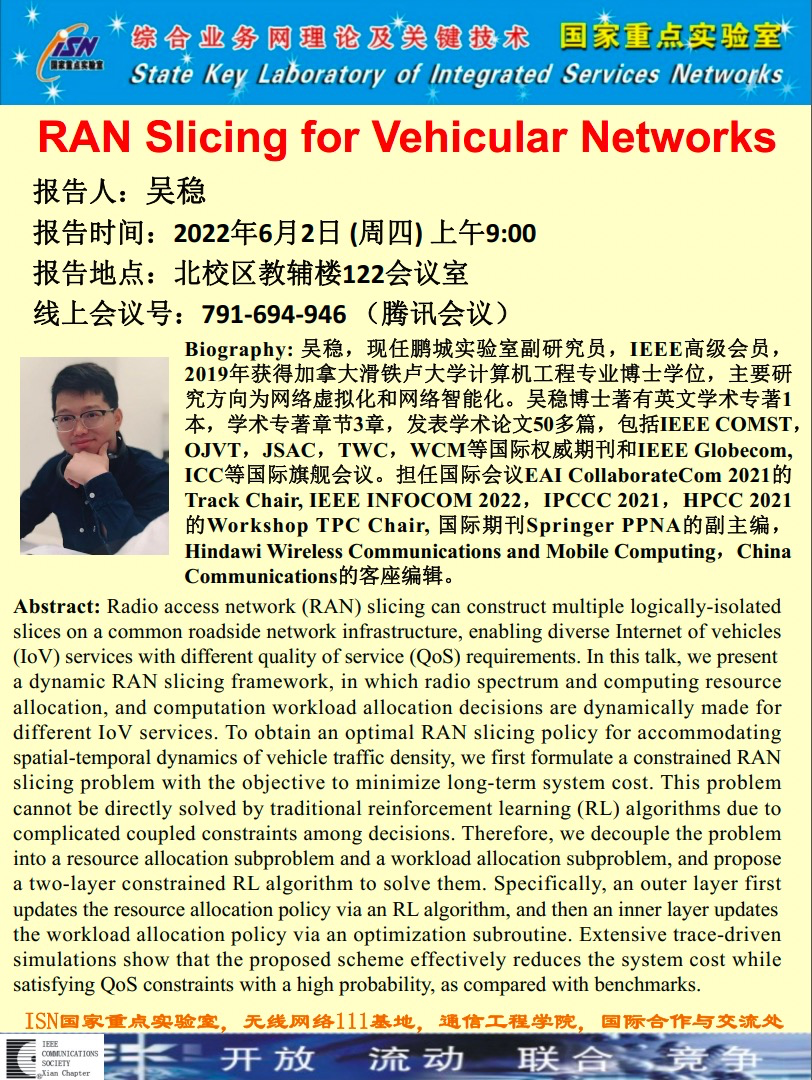 ISN
国家重点实验室
综合业务网理论及关键技术 国家重点实验室
State Key Laboratory of Integrated Services Networks
RAN Slicing for Vehicular Networks
报告人：吴稳
报告时间：2022年6月2日 (周四) 上午9:00
报告地点：北校区教辅楼122会议室
线上会议号：791-694-946 （腾讯会议）
Biography: 吴稳，现任鹏城实验室副研究员，IEEE高级会员，
2019年获得加拿大滑铁卢大学计算机工程专业博士学位，主要研
究方向为网络虚拟化和网络智能化。吴稳博士著有英文学术专著1
本，学术专著章节3章，发表学术论文50多篇，包括IEEE COMST，
OJVT，JSAC，TWC，WCM等国际权威期刊和IEEE Globecom,
ICC等国际旗舰会议。担任国际会议EAI CollaborateCom 2021的
Track Chair, IEEE INFOCOM 2022，IPCCC 2021，HPCC 2021
的Workshop TPC Chair, 国际期刊Springer PPNA的副主编，
Hindawi Wireless Communications and Mobile Computing，China
Communications的客座编辑。
Abstract: Radio access network (RAN) slicing can construct multiple logically-isolated
slices on a common roadside network infrastructure, enabling diverse Internet of vehicles
(IoV) services with different quality of service (QoS) requirements. In this talk, we present
a dynamic RAN slicing framework, in which radio spectrum and computing resource
allocation, and computation workload allocation decisions are dynamically made for
different IoV services. To obtain an optimal RAN slicing policy for accommodating
spatial-temporal dynamics of vehicle traffic density, we first formulate a constrained RAN
slicing problem with the objective to minimize long-term system cost. This problem
cannot be directly solved by traditional reinforcement learning (RL) algorithms due to
complicated coupled constraints among decisions. Therefore, we decouple the problem
into a resource allocation subproblem and a workload allocation subproblem, and propose
a two-layer constrained RL algorithm to solve them. Specifically, an outer layer first
updates the resource allocation policy via an RL algorithm, and then an inner layer updates
the workload allocation policy via an optimization subroutine. Extensive trace-driven
simulations show that the proposed scheme effectively reduces the system cost while
satisfying QoS constraints with a high probability, as compared with benchmarks.
ISN国家重点实验室，无线网络111基地，通信工程学院，国际合作与交流处
IEEE
COMMUNICATIONS
SOCIETY
®Xian Chapter
开放 流动 联合 竞争